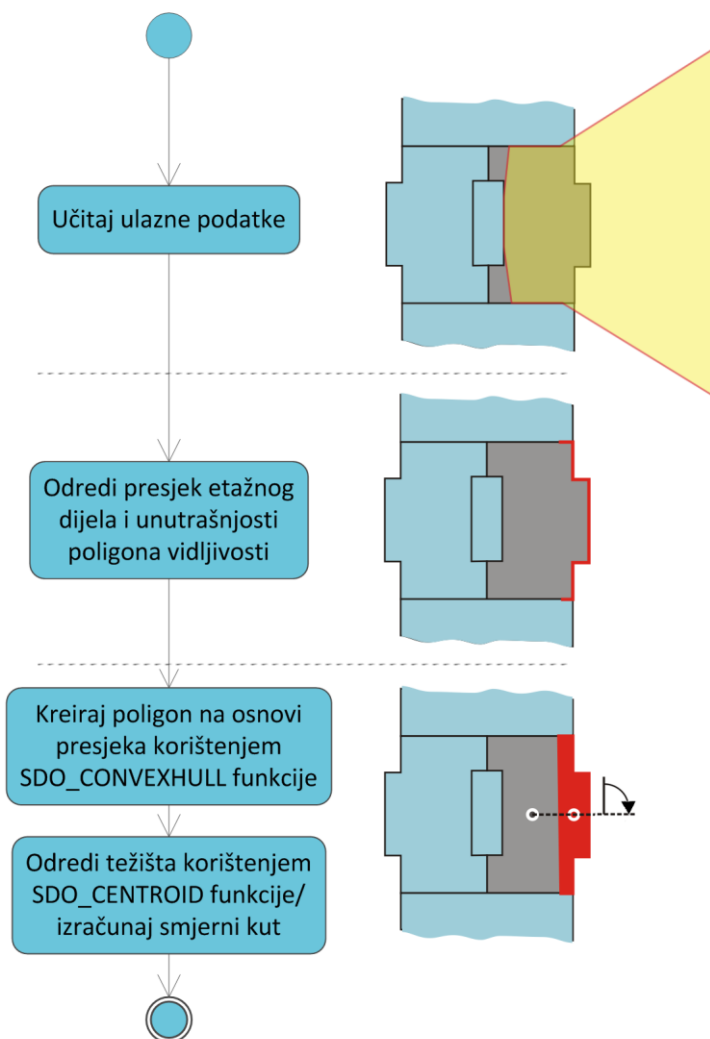 Učitaj ulazne podatke
Odredi presjek etažnog
dijela i unutrašnjosti
poligona vidljivosti
Kreiraj poligon na osnovi
presjeka korištenjem
SDO_CONVEXHULL funkcije
Odredi težišta korištenjem
SDO_CENTROID funkcije/
izračunaj smjerni kut